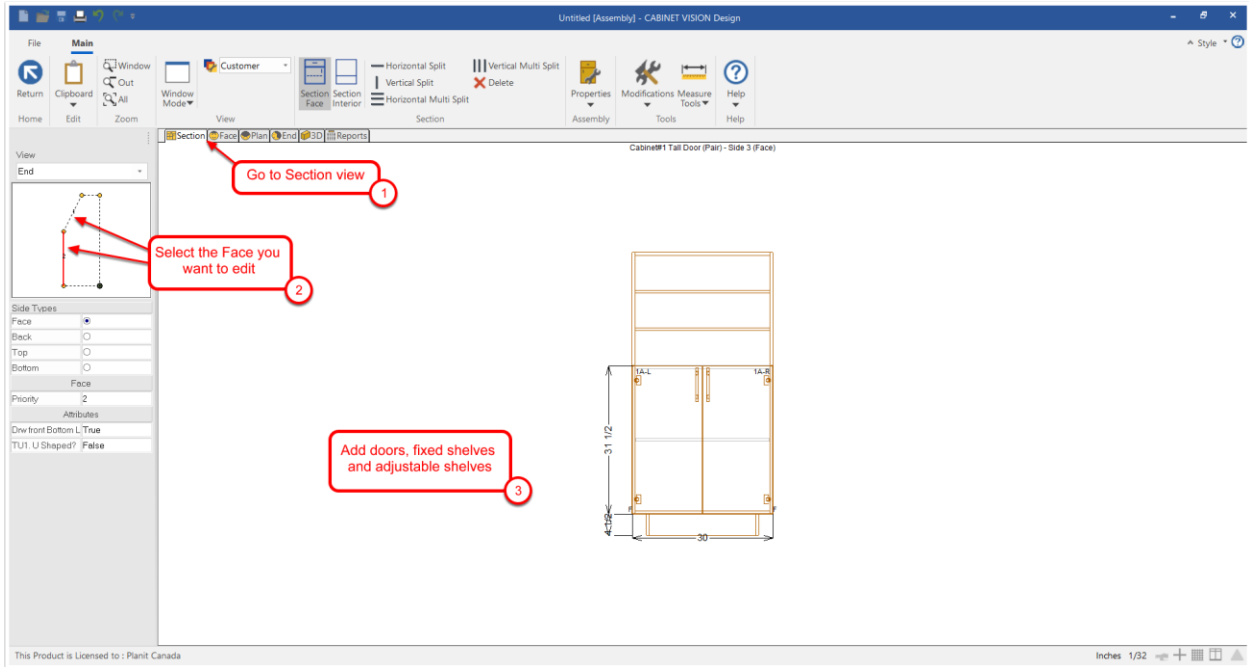 Untitled [Assembly] - CABINET VISION Design
File
Main
Style
Return
Clipboard
Window
Out
All
Window Mode
Customer
Section Face
Section Interior
Horizontal Split
Vertical Split
Horizontal Multi Split
Vertical Multi Split
Delete
Properties
Modifications
Measure Tools
Help
Home
Edit
Zoom
View
Section
Assembly
Tools
Help
Section
Face
Plan
End
3D
Reports
Cabinet#1 Tall Door (Pair) - Side 3 (Face)
View
End
Go to Section view
1
Select the Face you
want to edit
2
2
Side Types
Face
Back
Top
Bottom
Face
Priority 2
Attributes
Drw front Bottom L True
TU1. U Shaped? False
Add doors, fixed shelves
and adjustable shelves
3
1A-L
1A-R
31 1/2
4 1/2
F
F
30
This Product is Licensed to : Planit Canada
Inches 1/32